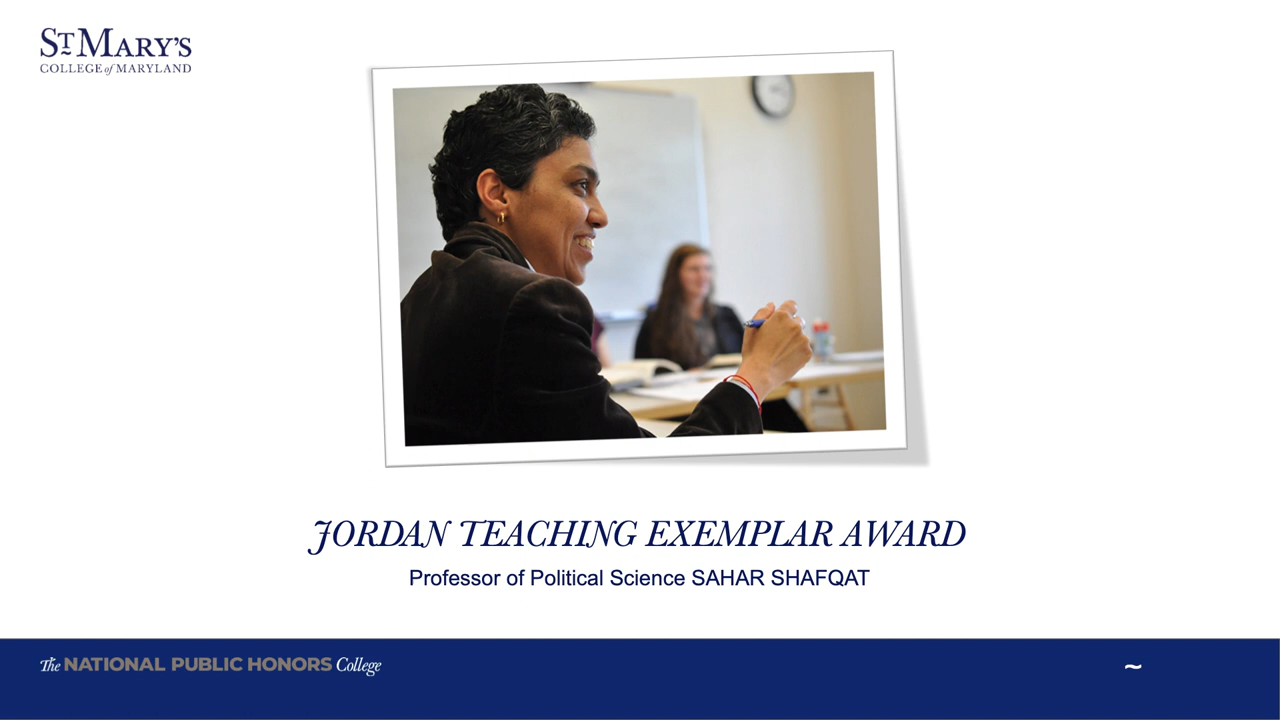 ST MARY'S
COLLEGE of MARYLAND
JORDAN TEACHING EXEMPLAR AWARD
Professor of Political Science SAHAR SHAFQAT
The NATIONAL PUBLIC HONORS College
~